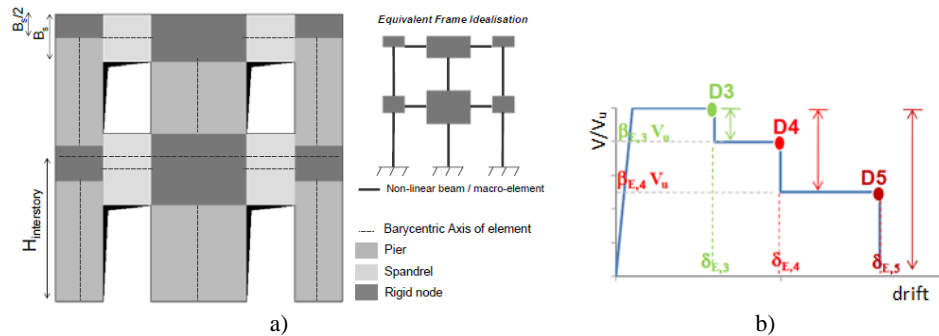 B_s/2
B_s
H_interstory
Equivalent Frame Idealisation
Non-linear beam / macro-element
Barycentric Axis of element
Pier
Spandrel
Rigid node
a)
V/V_u
D3
β_E,3 V_u
D4
β_E,4 V_u
D5
δ_E,3
δ_E,4
δ_E,5
drift
b)